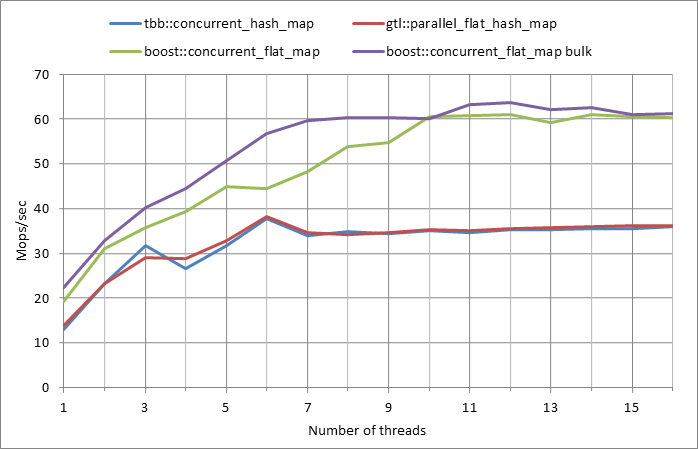 tbb::concurrent_hash_map gtl::parallel_flat_hash_map
boost::concurrent_flat_map boost::concurrent_flat_map bulk
70
60
50
40
30
20
10
0
Mops/sec
1 3 5 7 9 11 13 15
Number of threads